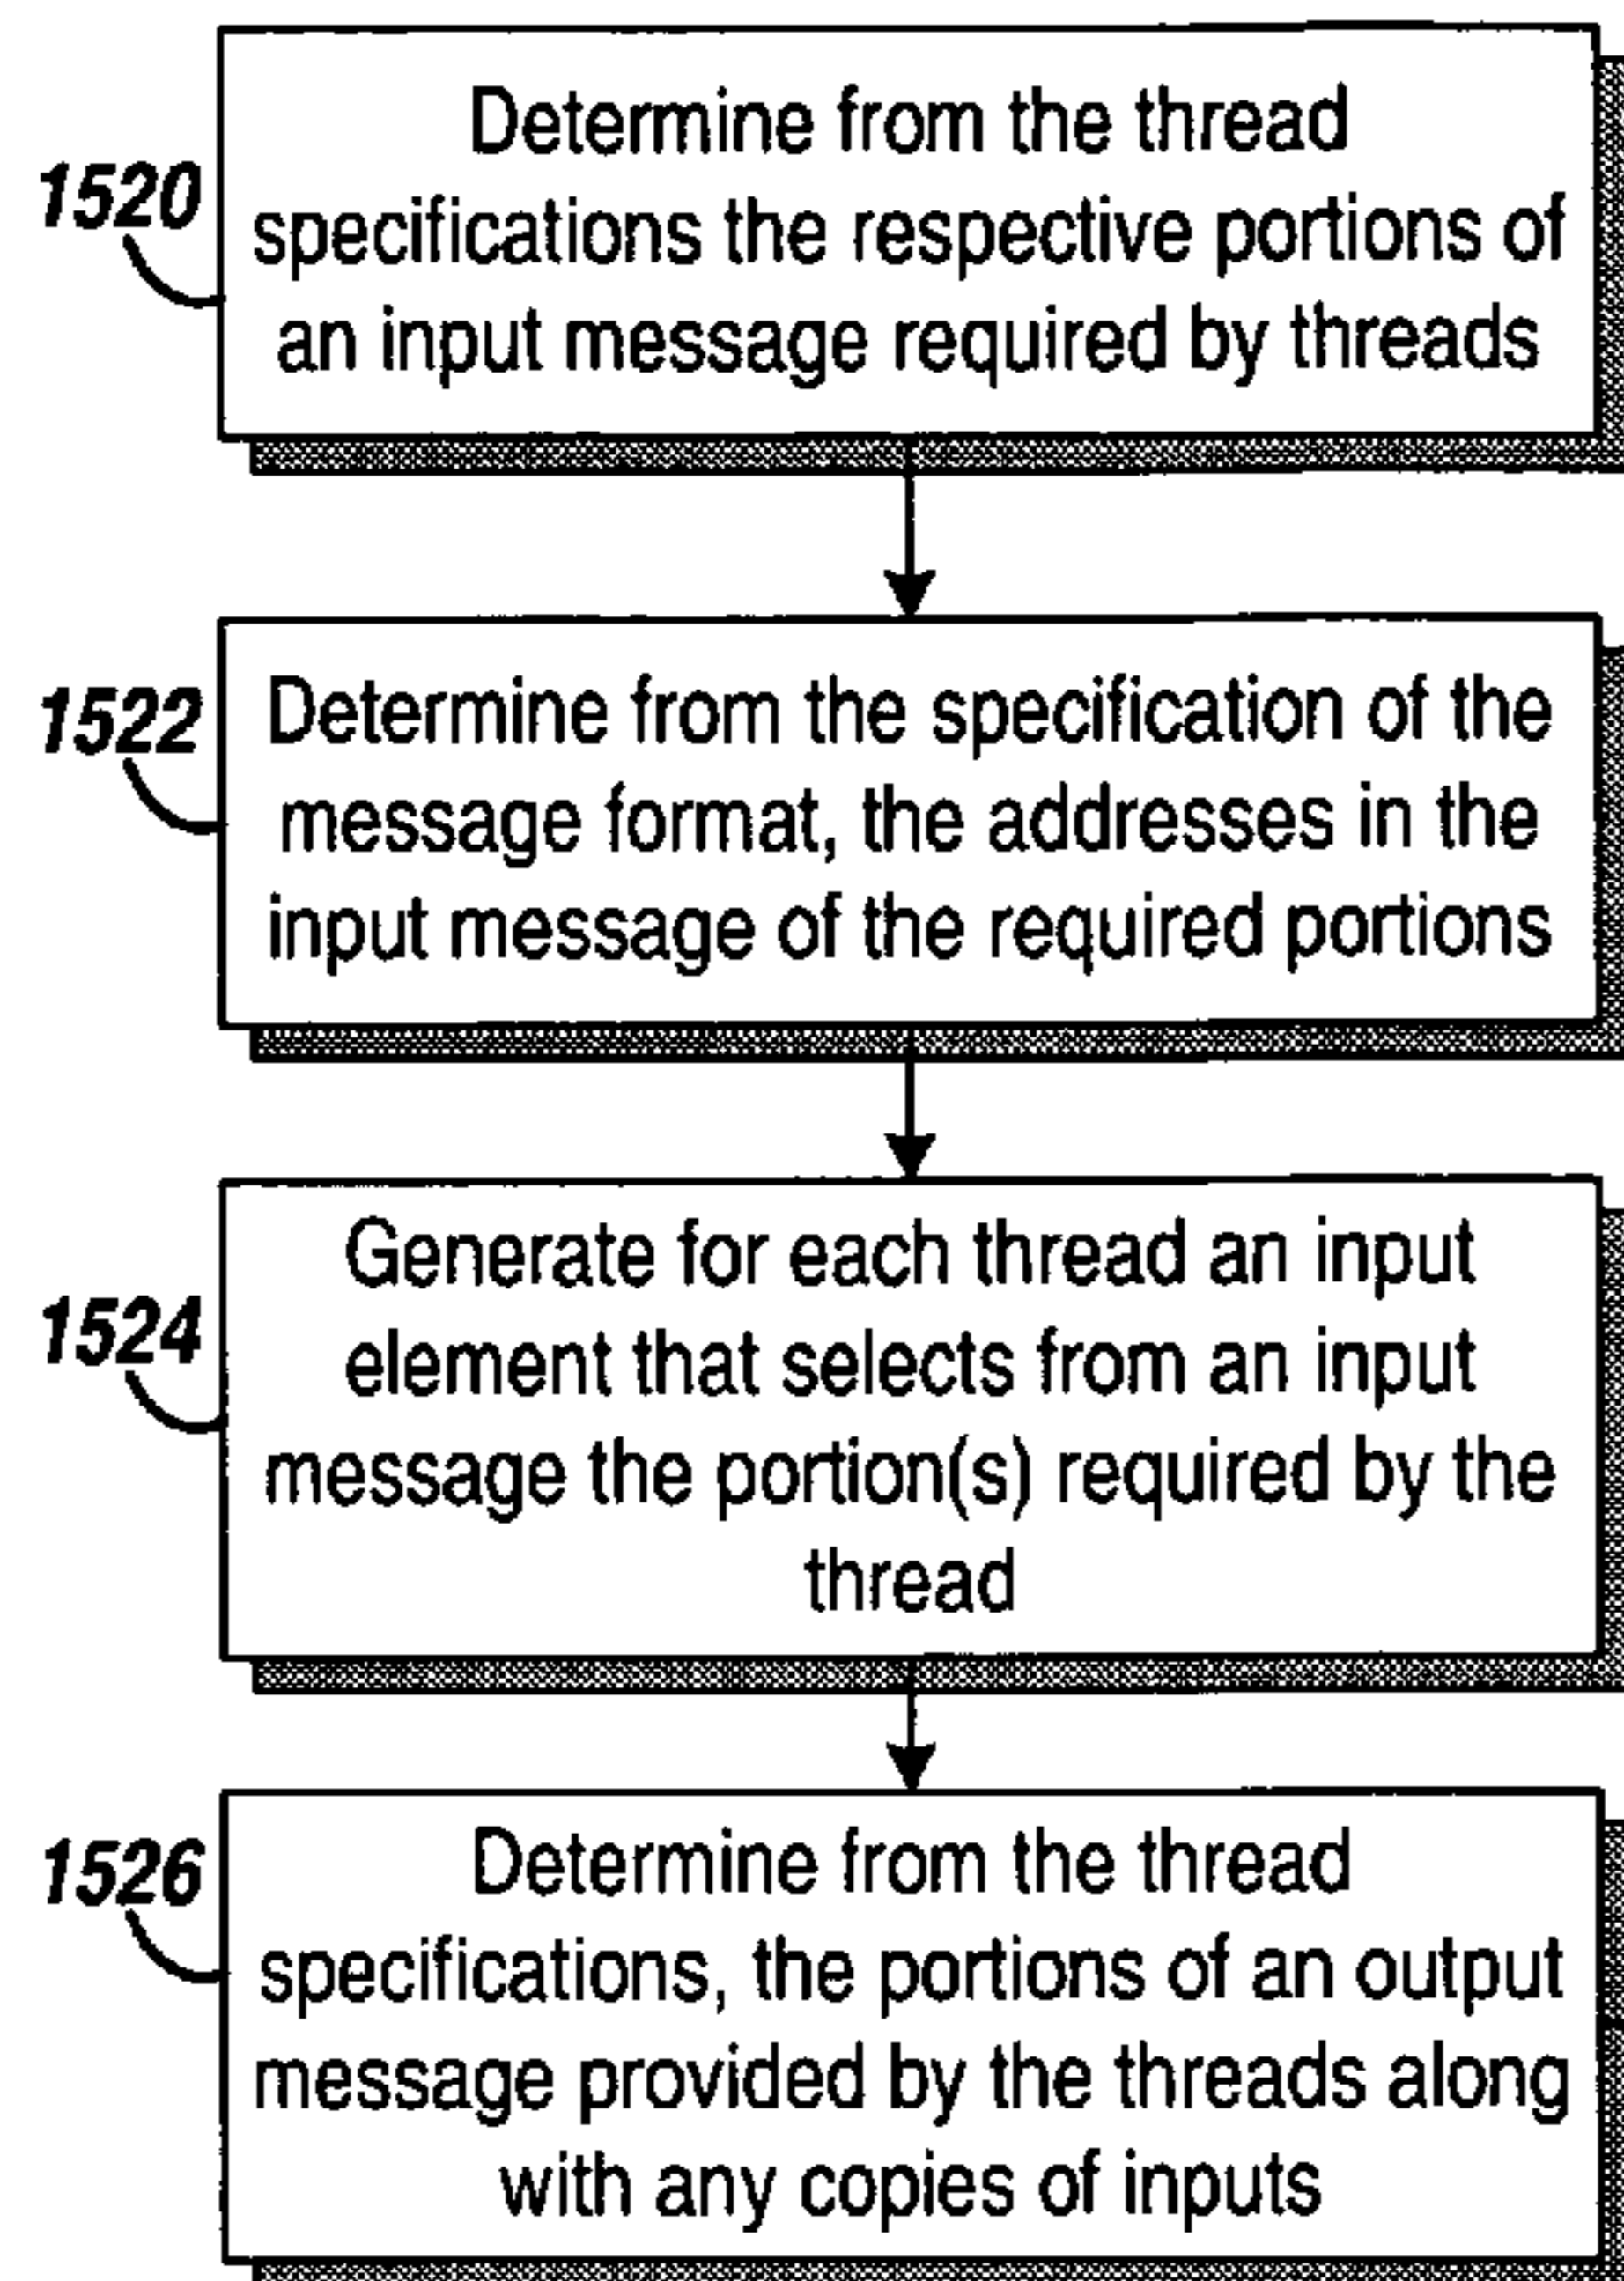 1520
Determine from the thread
specifications the respective portions of
an input message required by threads
1522
Determine from the specification of the
message format, the addresses in the
input message of the required portions
1524
Generate for each thread an input
element that selects from an input
message the portion(s) required by the
thread
1526
Determine from the thread
specifications, the portions of an output
message provided by the threads along
with any copies of inputs